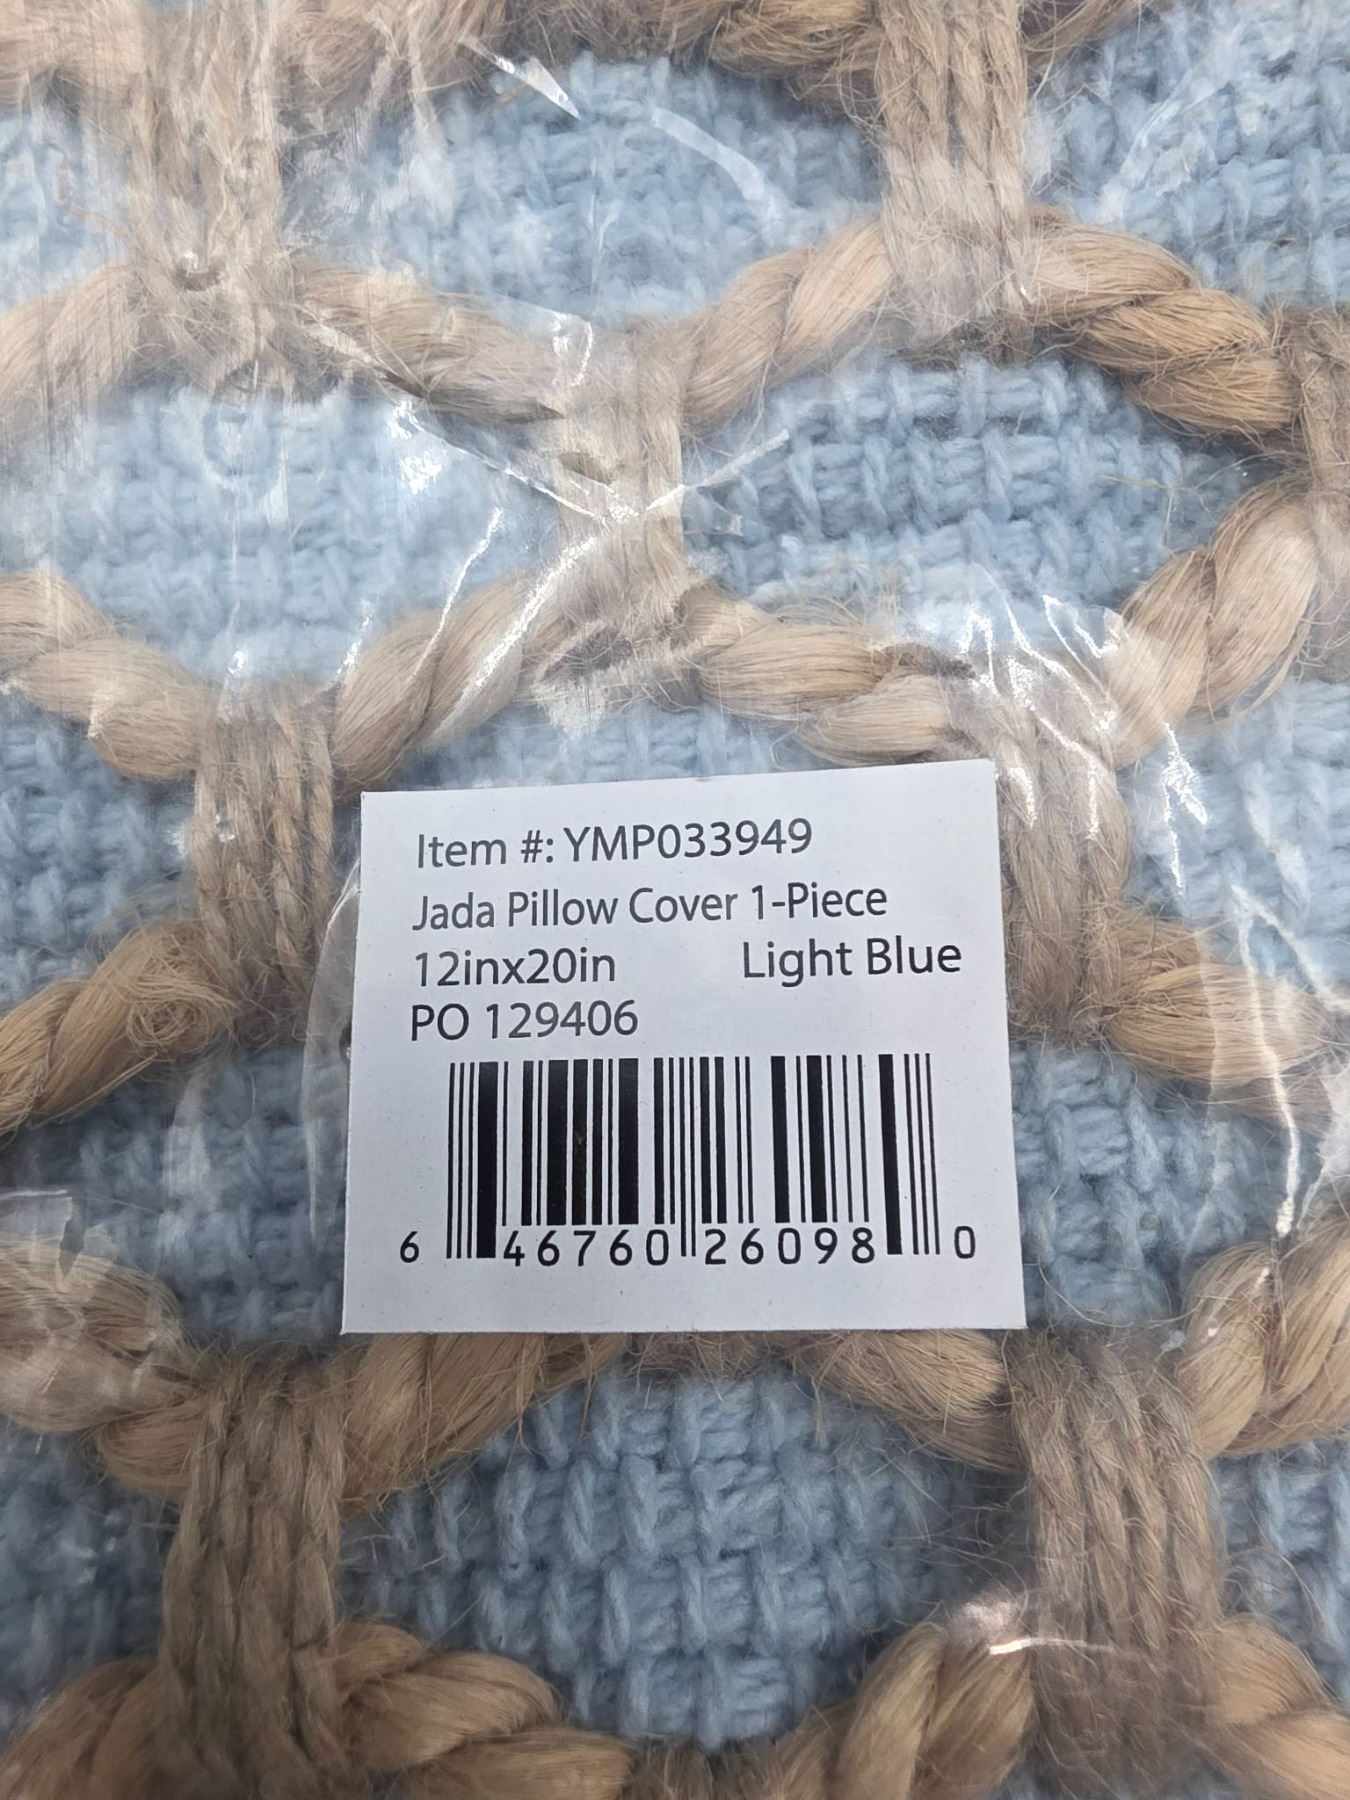 Item #: YMP033949
Jada Pillow Cover 1-Piece
12inx20in Light Blue
PO 129406
6 46760 26098 0